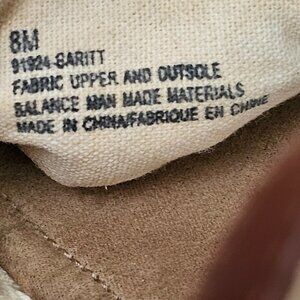 8M
91924-BARITT
FABRIC UPPER AND OUTSOLE
BALANCE MAN MADE MATERIALS
MADE IN CHINA/FABRIQUE EN CHINE